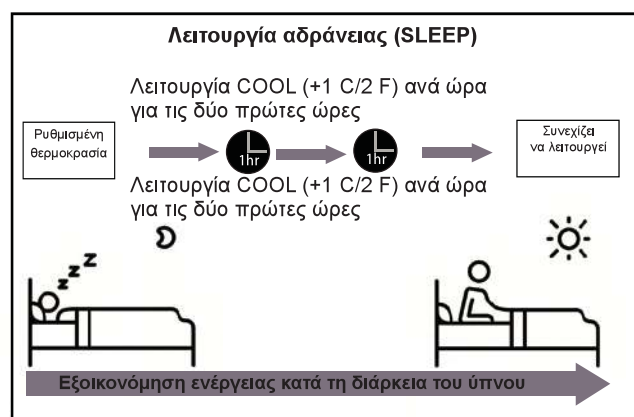 Λειτουργία αδράνειας (SLEEP)
Λειτουργία COOL (+1 C/2 F) ανά ώρα
για τις δύο πρώτες ώρες
Ρυθμισμένη
θερμοκρασία
1hr
1hr
Συνεχίζει
να λειτουργεί
Λειτουργία COOL (+1 C/2 F) ανά ώρα
για τις δύο πρώτες ώρες
z z z z
Εξοικονόμηση ενέργειας κατά τη διάρκεια του ύπνου